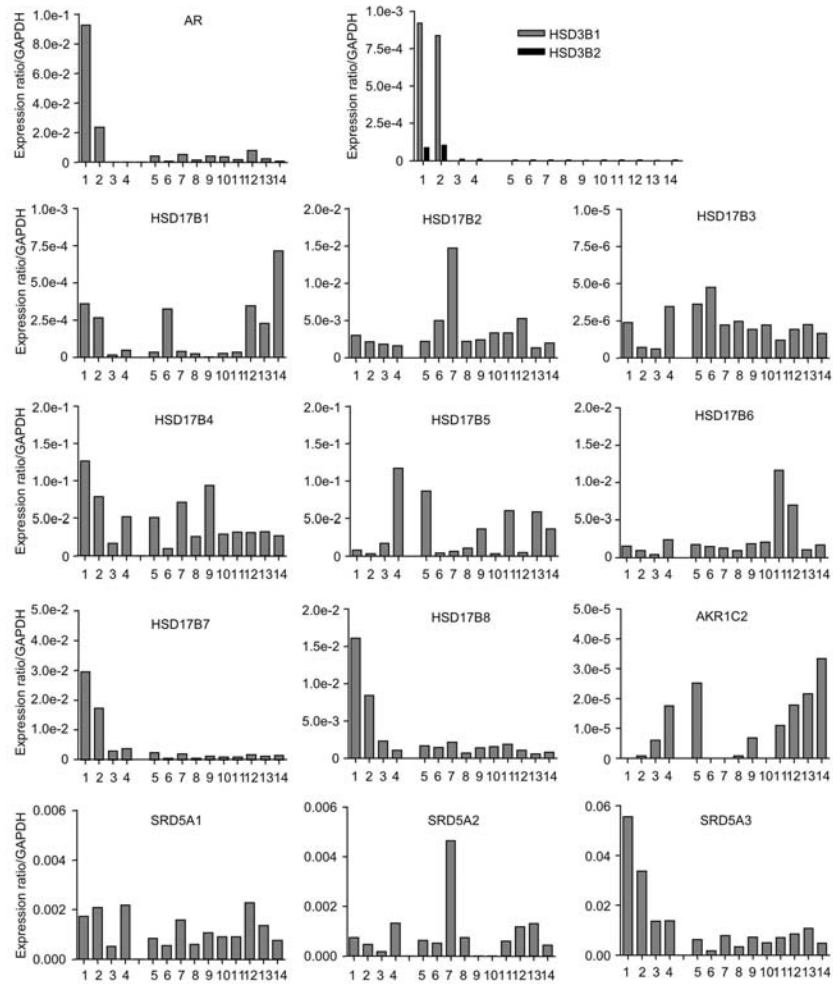 AR
Expression ratio/GAPDH
1.0e-1
8.0e-2
6.0e-2
4.0e-2
2.0e-2
0
1 2 3 4 5 6 7 8 9 10 11 12 13 14
HSD3B1
HSD3B2
1.0e-3
7.5e-4
5.0e-4
2.5e-4
0
1 2 3 4 5 6 7 8 9 10 11 12 13 14
HSD17B1
Expression ratio/GAPDH
1.0e-3
7.5e-4
5.0e-4
2.5e-4
0
1 2 3 4 5 6 7 8 9 10 11 12 13 14
HSD17B2
2.0e-2
1.5e-2
1.0e-2
5.0e-3
0
1 2 3 4 5 6 7 8 9 10 11 12 13 14
HSD17B3
1.0e-5
7.5e-6
5.0e-6
2.5e-6
0
1 2 3 4 5 6 7 8 9 10 11 12 13 14
HSD17B4
Expression ratio/GAPDH
2.0e-1
1.5e-1
1.0e-1
5.0e-2
0
1 2 3 4 5 6 7 8 9 10 11 12 13 14
HSD17B5
2.0e-1
1.5e-1
1.0e-1
5.0e-2
0
1 2 3 4 5 6 7 8 9 10 11 12 13 14
HSD17B6
2.0e-2
1.5e-2
1.0e-2
5.0e-3
0
1 2 3 4 5 6 7 8 9 10 11 12 13 14
HSD17B7
Expression ratio/GAPDH
5.0e-2
4.0e-2
3.0e-2
2.0e-2
1.0e-2
0
1 2 3 4 5 6 7 8 9 10 11 12 13 14
HSD17B8
2.0e-2
1.5e-2
1.0e-2
5.0e-3
0
1 2 3 4 5 6 7 8 9 10 11 12 13 14
AKR1C2
5.0e-5
4.0e-5
3.0e-5
2.0e-5
1.0e-5
0
1 2 3 4 5 6 7 8 9 10 11 12 13 14
SRD5A1
Expression ratio/GAPDH
0.006
0.004
0.002
0.000
1 2 3 4 5 6 7 8 9 10 11 12 13 14
SRD5A2
0.006
0.004
0.002
0.000
1 2 3 4 5 6 7 8 9 10 11 12 13 14
SRD5A3
0.06
0.04
0.02
0.00
1 2 3 4 5 6 7 8 9 10 11 12 13 14